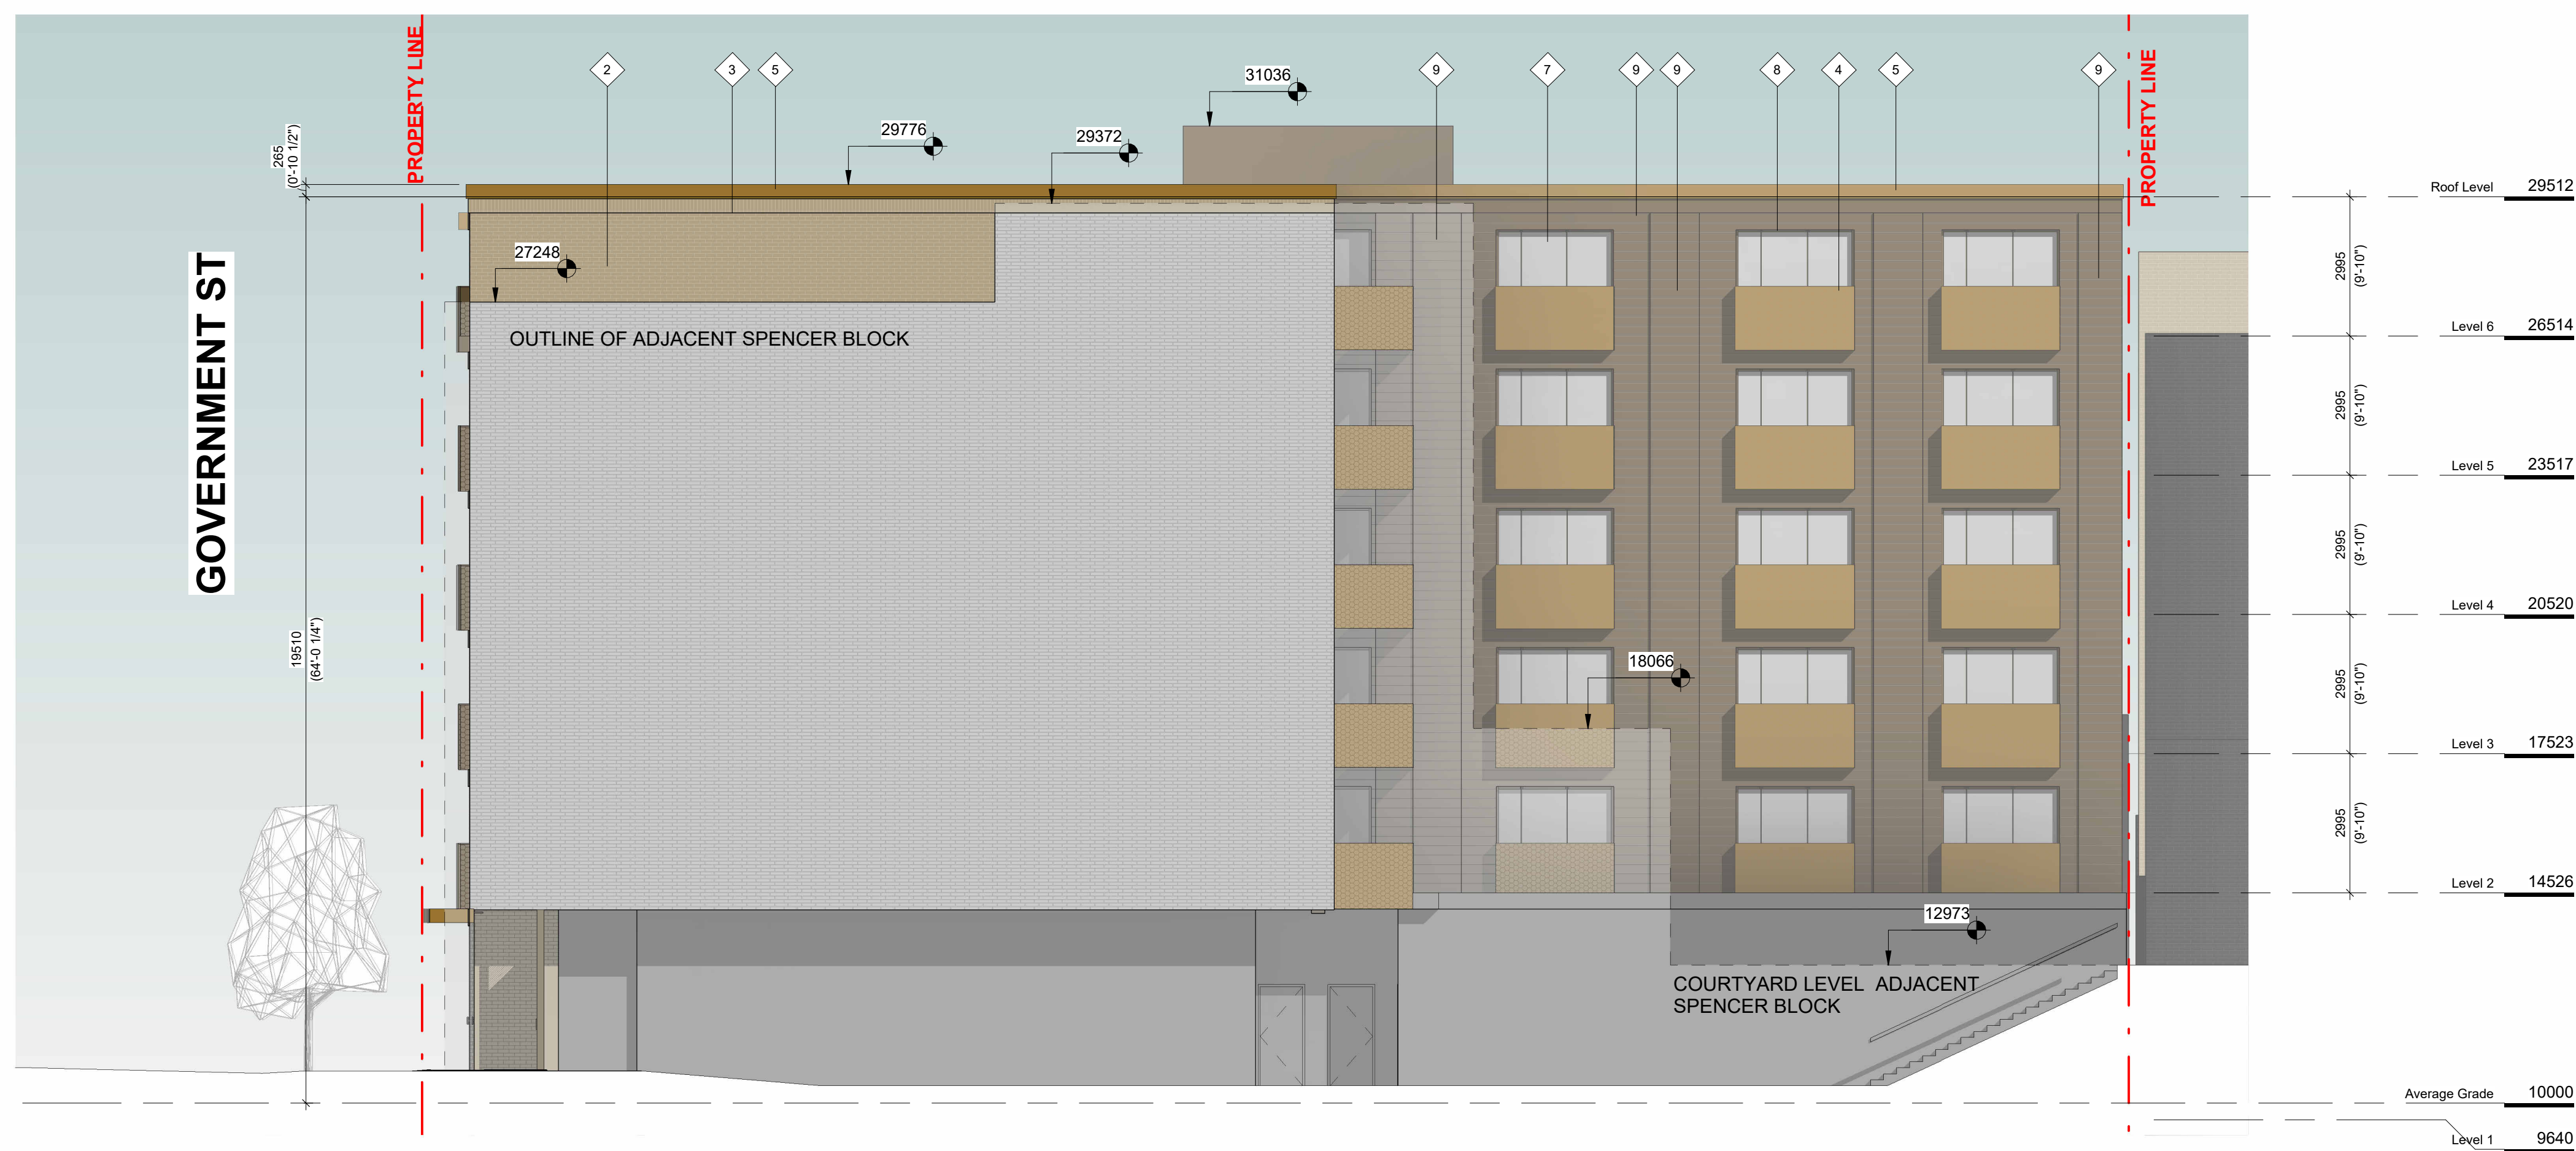 PROPERTY LINE
PROPERTY LINE
2
3
5
9
7
9
9
8
4
5
9
31036
29776
29372
265
(0'-10 1/2")
Roof Level 29512
27248
OUTLINE OF ADJACENT SPENCER BLOCK
GOVERNMENT ST
2995
(9'-10")
Level 6 26514
2995
(9'-10")
Level 5 23517
2995
(9'-10")
Level 4 20520
19510
(64'-0 1/4")
18066
2995
(9'-10")
Level 3 17523
2995
(9'-10")
Level 2 14526
12973
COURTYARD LEVEL ADJACENT
SPENCER BLOCK
Average Grade 10000
Level 1 9640